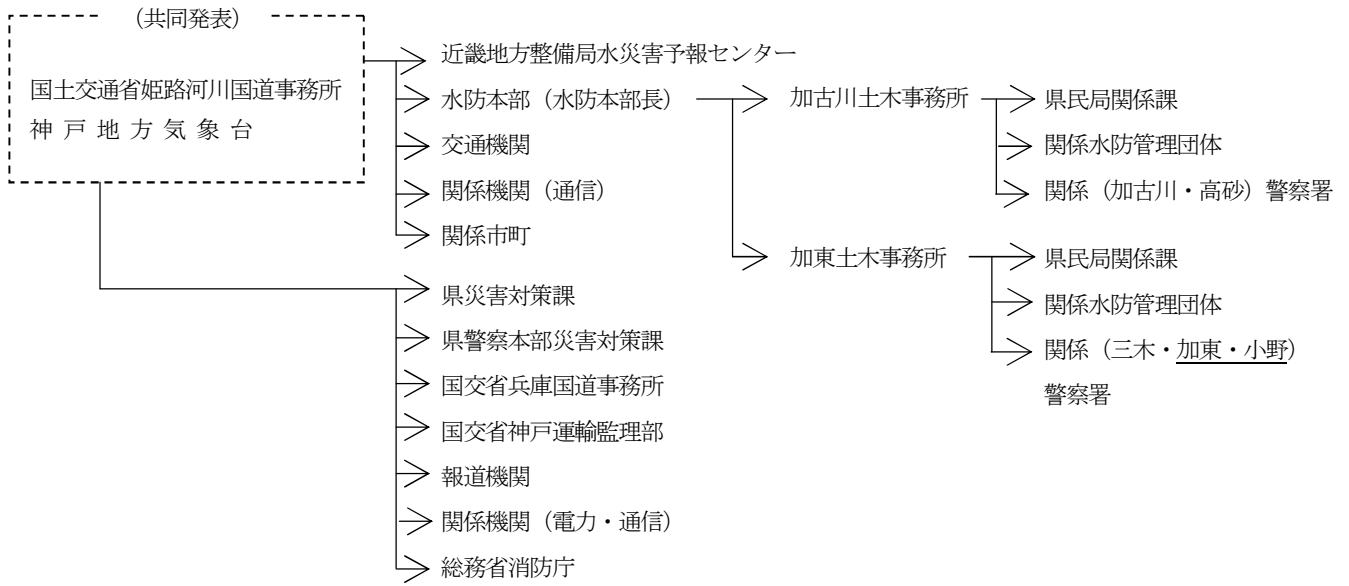 （共同発表）
国土交通省姫路河川国道事務所
神戸地方気象台
近畿地方整備局水災害予報センター
水防本部（水防本部長）
交通機関
関係機関（通信）
関係市町
加古川土木事務所
県民局関係課
関係水防管理団体
関係（加古川・高砂）警察署
加東土木事務所
県民局関係課
関係水防管理団体
関係（三木・加東・小野）
警察署
県災害対策課
県警察本部災害対策課
国交省兵庫国道事務所
国交省神戸運輸監理部
報道機関
関係機関（電力・通信）
総務省消防庁